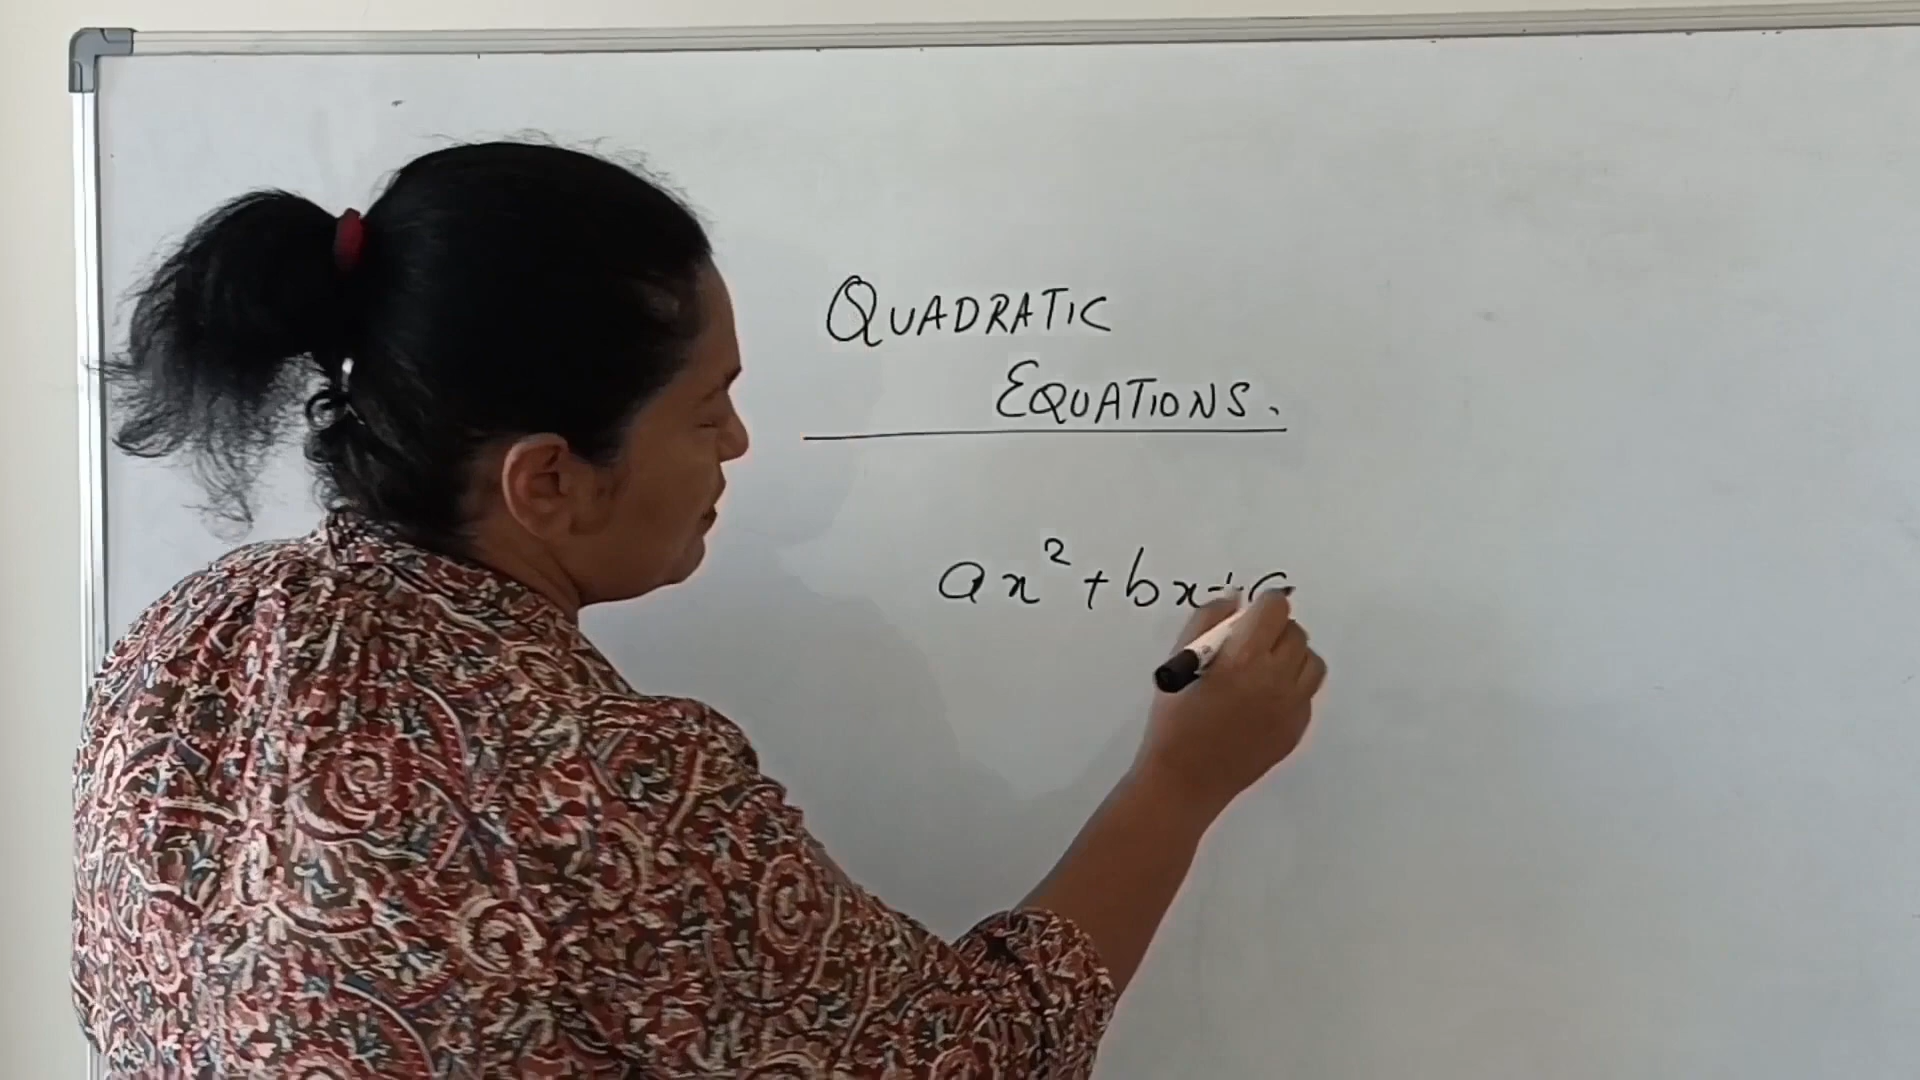 QUADRATIC
EQUATIONS.
ax² + bx + c